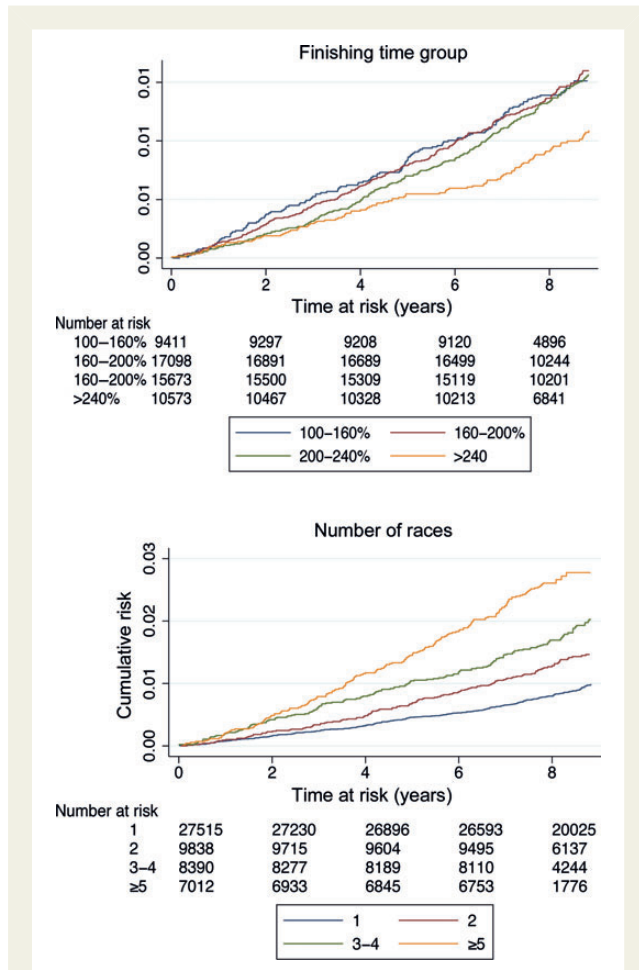 Finishing time group
0.01
0.01
0.01
0.00
0 2 4 6 8
Time at risk (years)
Number at risk
100–160% 9411 9297 9208 9120 4896
160–200% 17098 16891 16689 16499 10244
160–200% 15673 15500 15309 15119 10201
>240% 10573 10467 10328 10213 6841
100–160% 160–200%
200–240% >240
Number of races
0.03
0.02
0.01
0.00
Cumulative risk
0 2 4 6 8
Time at risk (years)
Number at risk
1 27515 27230 26896 26593 20025
2 9838 9715 9604 9495 6137
3–4 8390 8277 8189 8110 4244
≥5 7012 6933 6845 6753 1776
1 2
3–4 ≥5